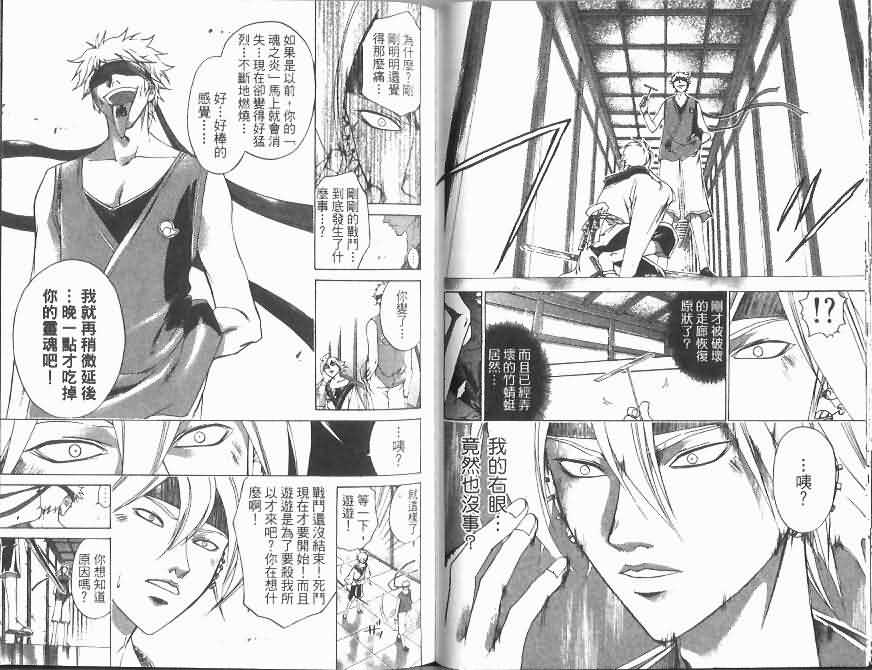 !?
剛才被破壞
的走廊恢復
原狀了?
而且已經弄
壞的竹蜻蜓
居然…
…咦?
我的右眼…
竟然也沒事?
為什麼?剛
剛明明還覺
得那麼痛…
剛剛的戰鬥…
到底發生了什
麼事…?
如果是以前,你的「
魂之炎」馬上就會消
失…現在卻變得好猛
烈…不斷地燃燒…
好…好棒的
感覺……
你變了…
我就再稍微延後
…晚一點才吃掉
你的靈魂吧!
…咦?
就這樣了,
等一下,
遊遊!
戰鬥還沒結束!死鬥
現在才要開始!而且
遊遊是為了要殺我所
以才來吧?你在想什
麼啊!
你想知道
原因嗎?